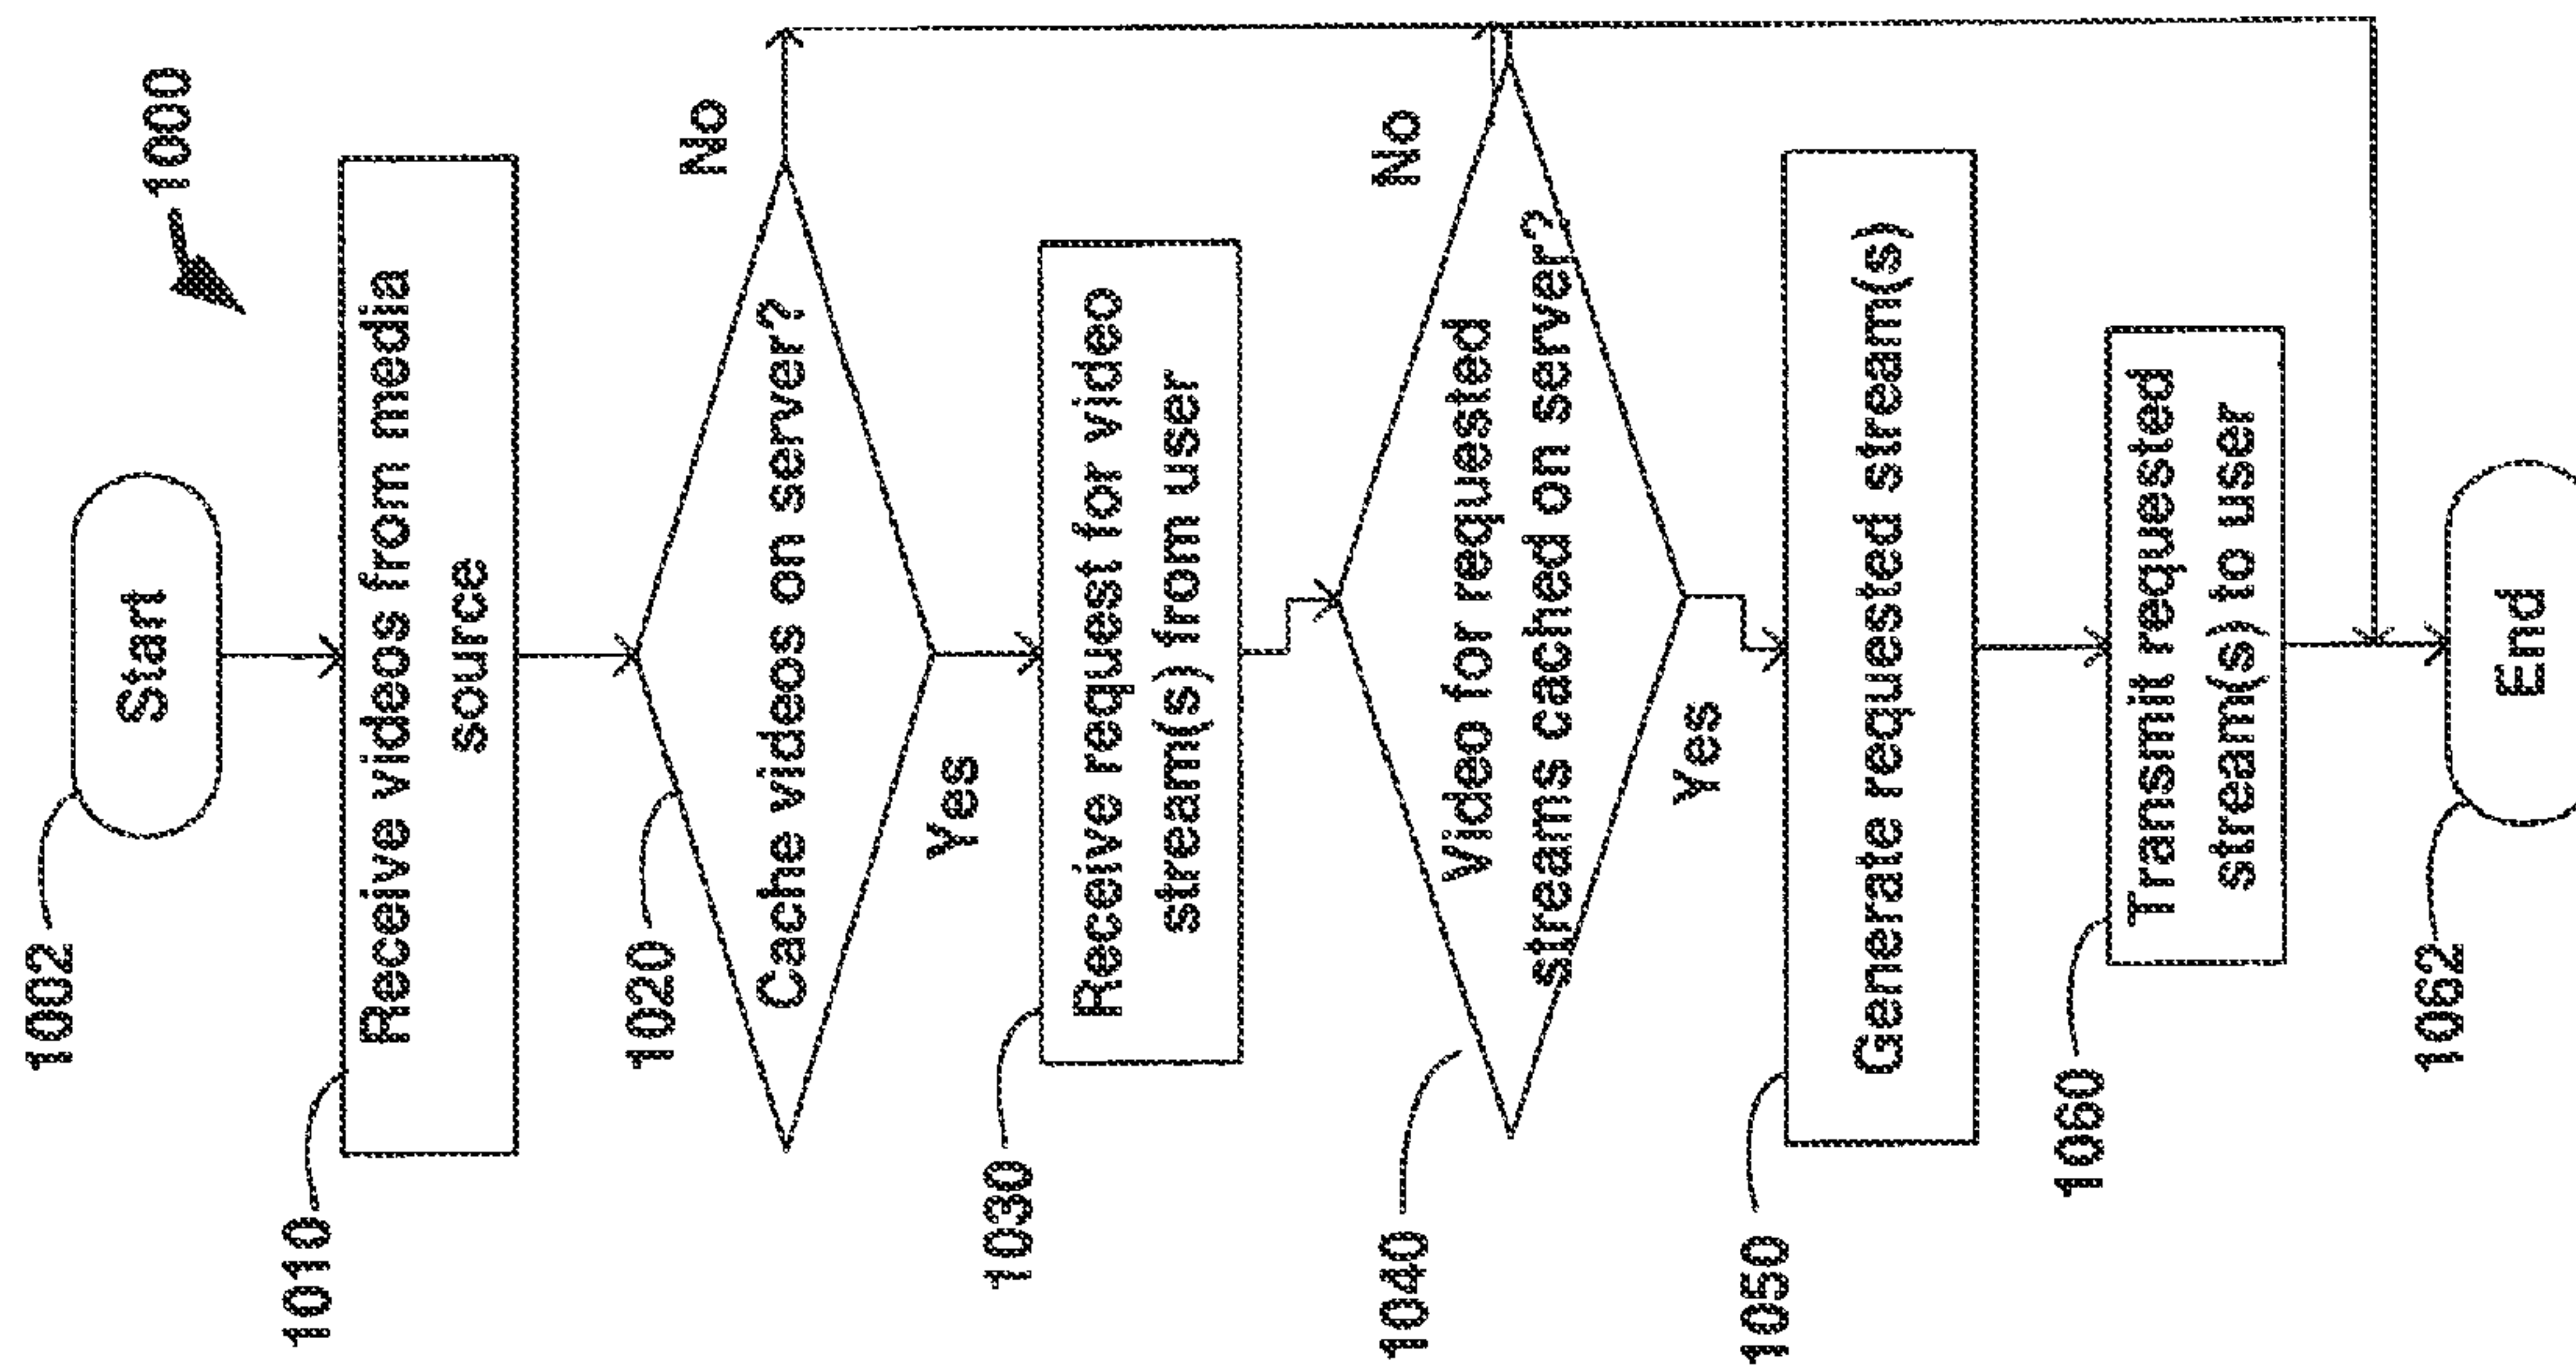 1000
1002
Start
1010
Receive videos from media
source
1020
Cache videos on server?
No
Yes
1030
Receive request for video
stream(s) from user
1040
Video for requested
streams cached on server?
No
Yes
1050
Generate requested stream(s)
1060
Transmit requested
stream(s) to user
1062
End